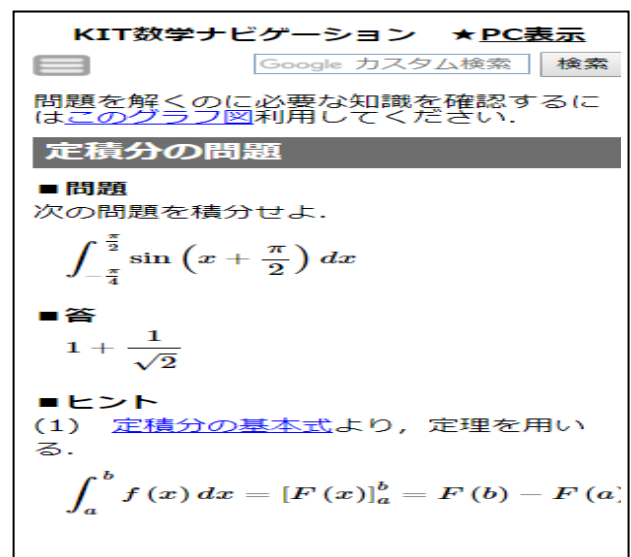 KIT数学ナビゲーション ★PC表示
Google カスタム検索 検索
問題を解くのに必要な知識を確認するに
はこのグラフ図利用してください.
定積分の問題
■問題
次の問題を積分せよ.
∫_{-π/4}^{π/2} sin (x + π/2) dx
■答
1 + 1/√2
■ヒント
(1) 定積分の基本式より, 定理を用い
る.
∫_a^b f (x) dx = [F (x)]_a^b = F (b) − F (a)